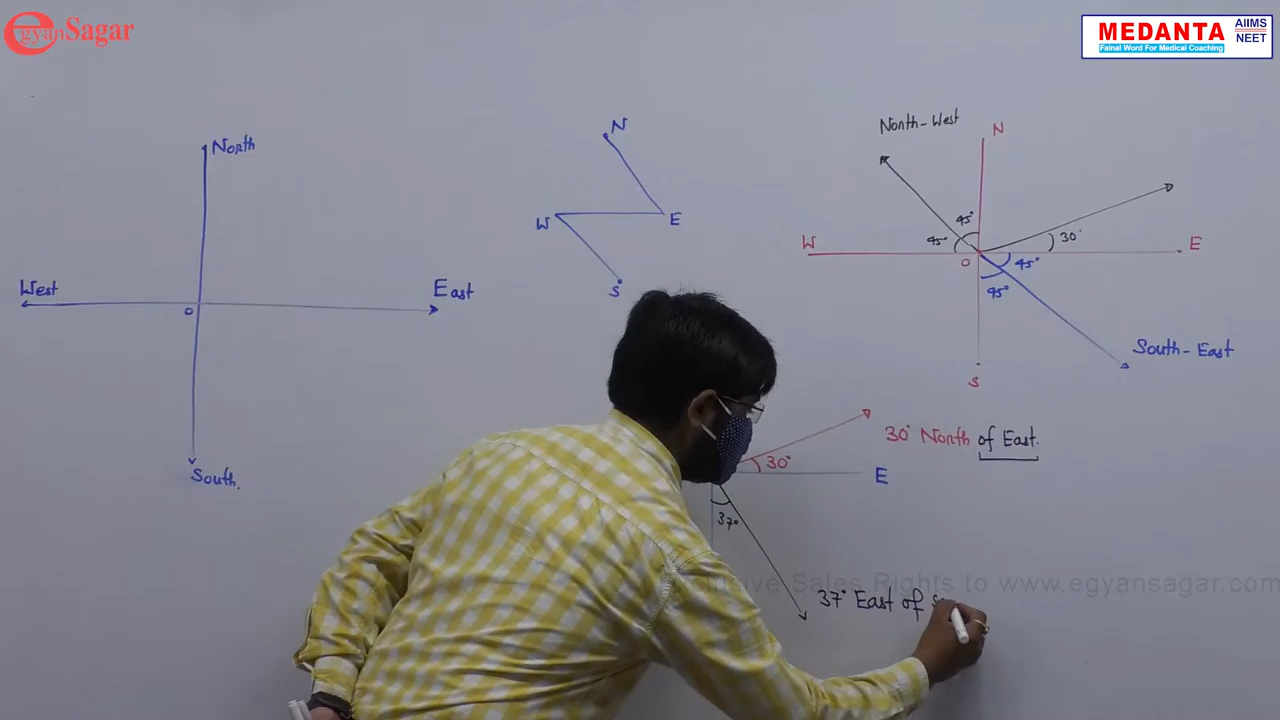 egyanSagar
MEDANTA
AIIMS
NEET
Fainal Word For Medical Coaching
North
West
East
O
South.
N
W
E
S
North-West
N
45°
45°
30°
W
E
O
45°
45°
South-East
S
30° North of East.
30°
E
37°
37° East of S
xclusive Sales Rights to www.egyansagar.com